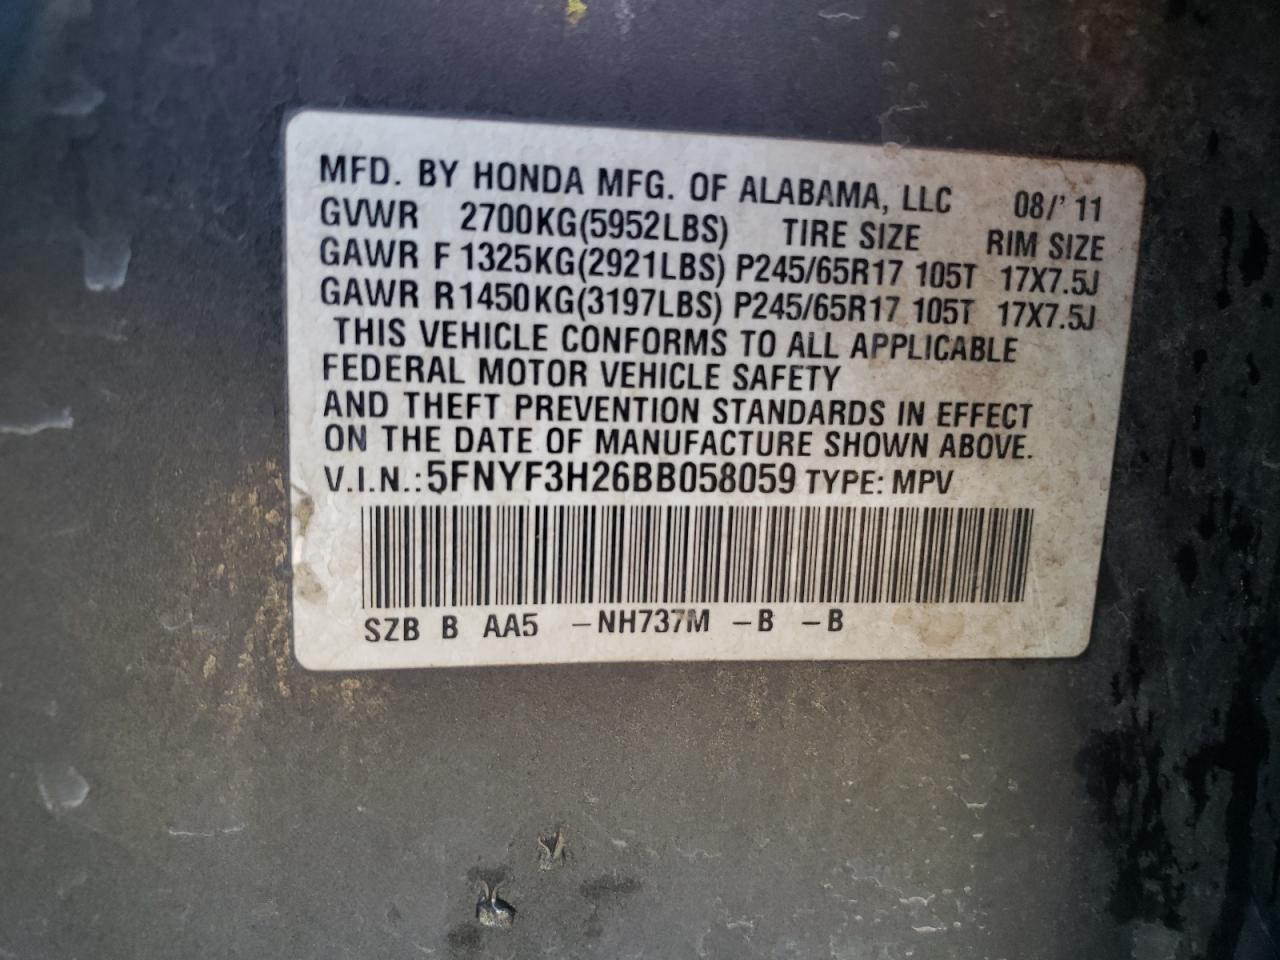 MFD. BY HONDA MFG. OF ALABAMA, LLC 08/'11
GVWR 2700KG(5952LBS) TIRE SIZE RIM SIZE
GAWR F 1325KG(2921LBS) P245/65R17 105T 17X7.5J
GAWR R 1450KG(3197LBS) P245/65R17 105T 17X7.5J
THIS VEHICLE CONFORMS TO ALL APPLICABLE
FEDERAL MOTOR VEHICLE SAFETY
AND THEFT PREVENTION STANDARDS IN EFFECT
ON THE DATE OF MANUFACTURE SHOWN ABOVE.
V.I.N.:5FNYF3H26BB058059 TYPE: MPV
SZB B AA5 -NH737M -B -B